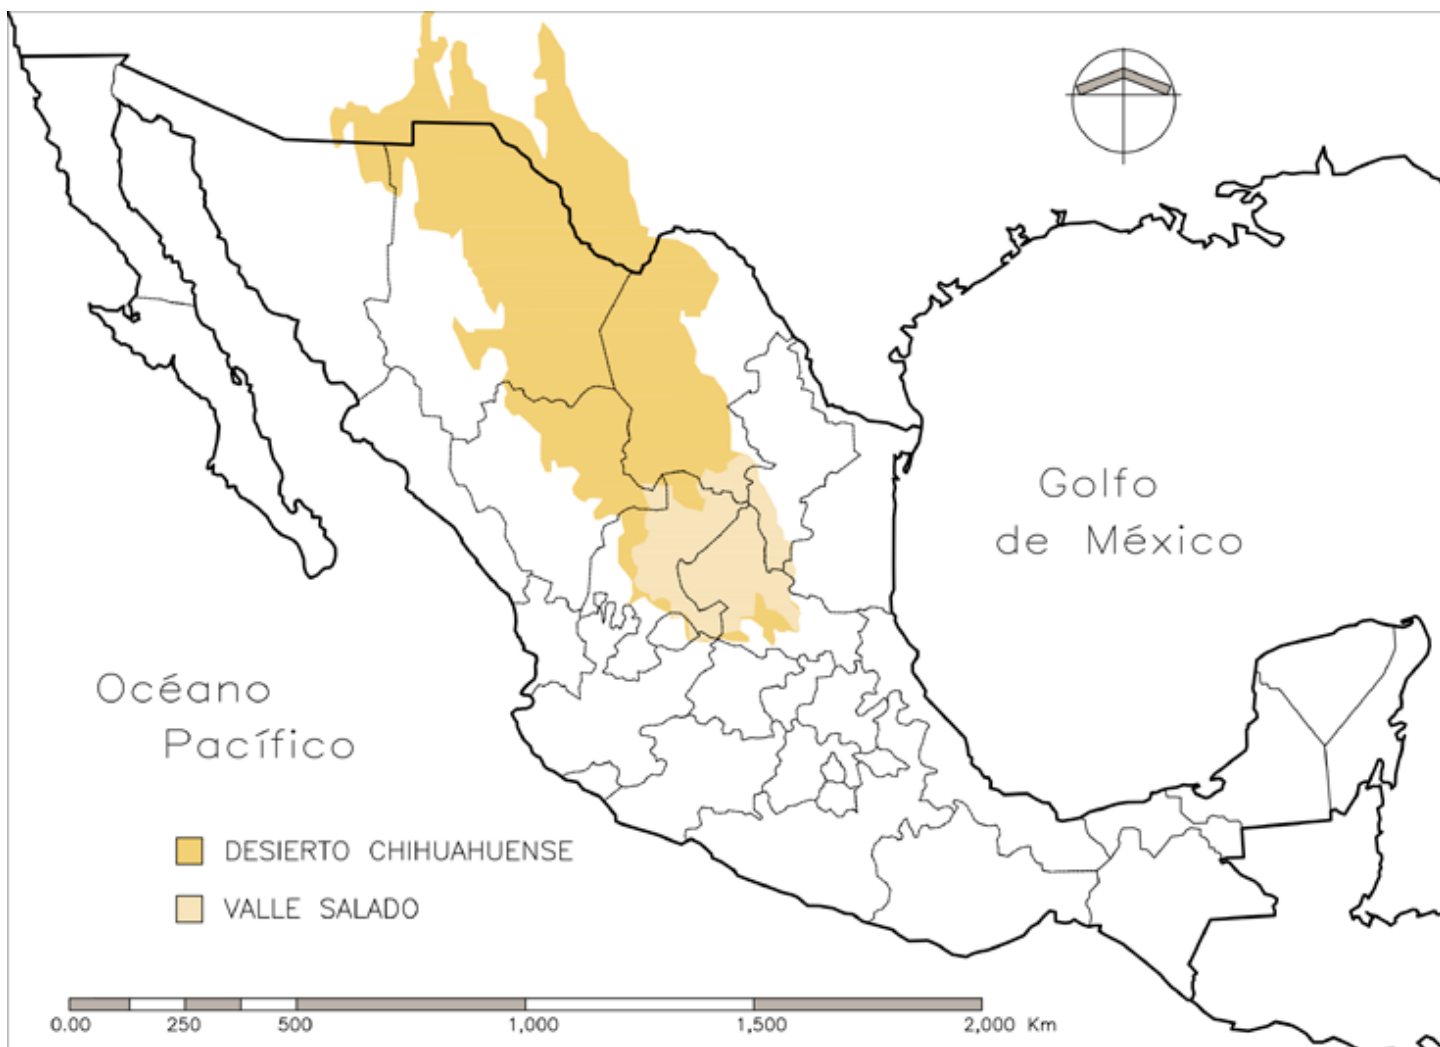 Golfo
de México
Océano
Pacífico
DESIERTO CHIHUAHUENSE
VALLE SALADO
0.00 250 500 1,000 1,500 2,000 Km